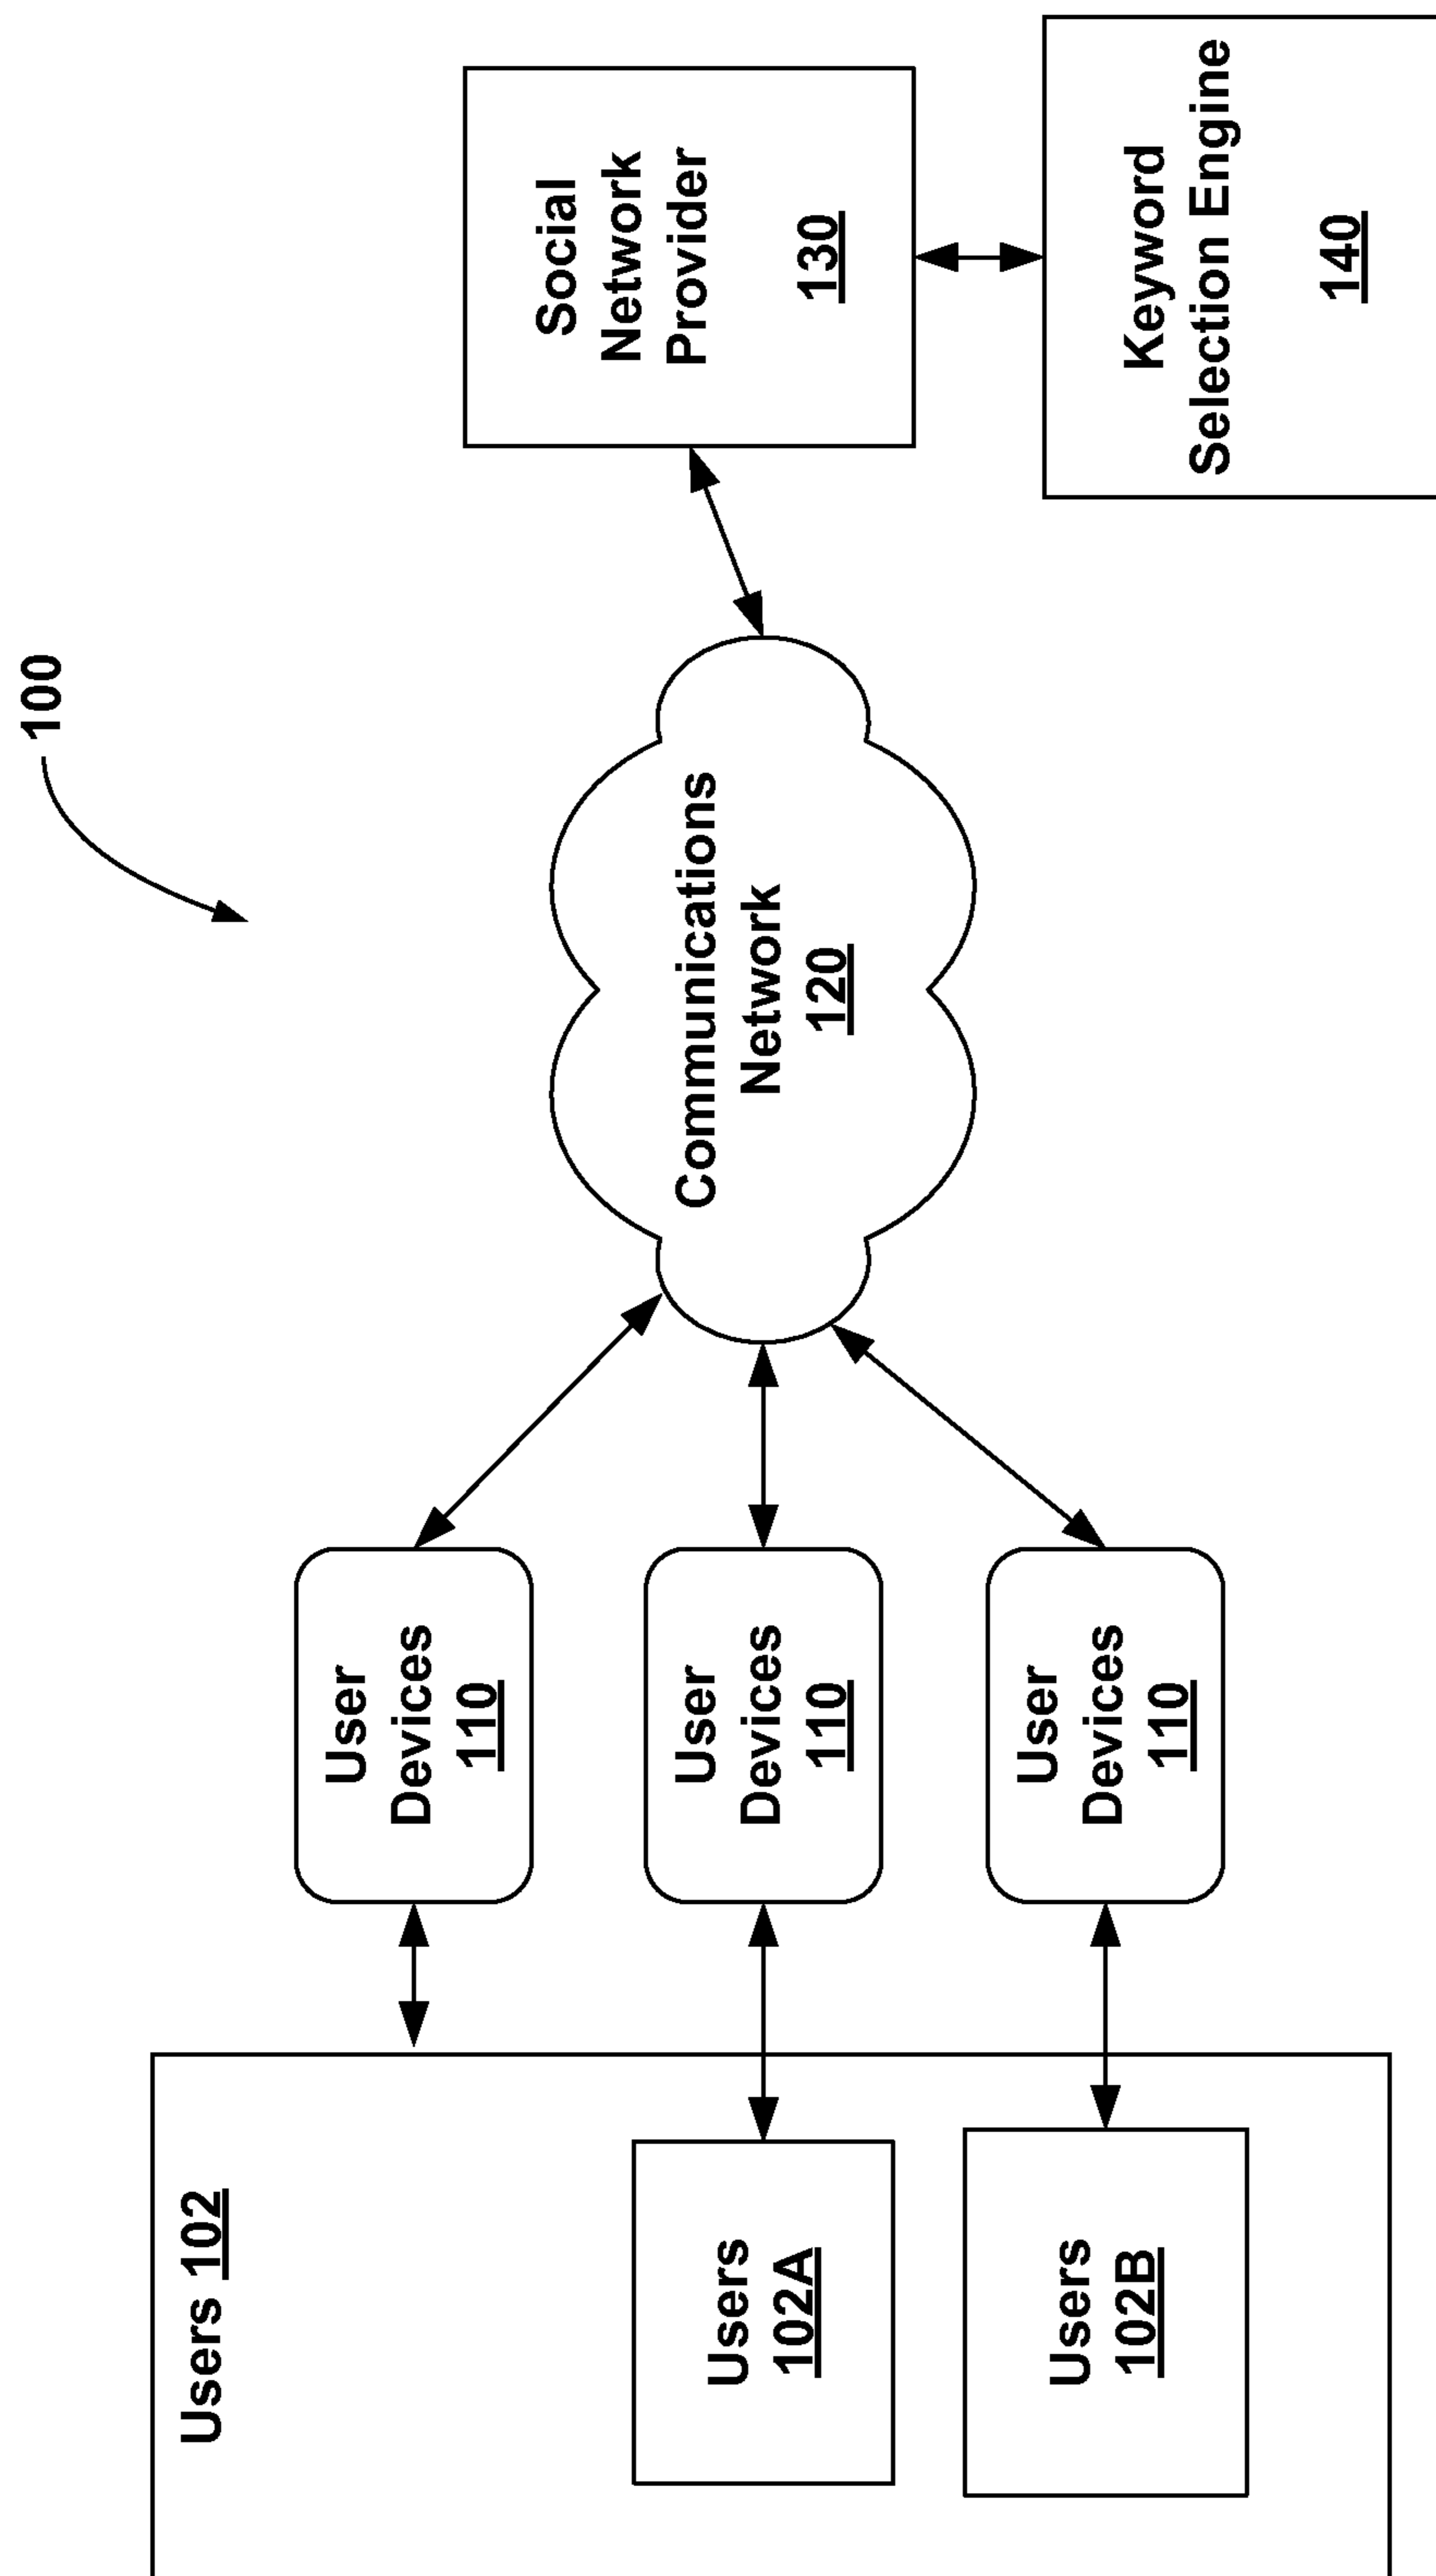 100
Users 102
Users
102A
Users
102B
User
Devices
110
User
Devices
110
User
Devices
110
Communications
Network
120
Social
Network
Provider
130
Keyword
Selection Engine
140